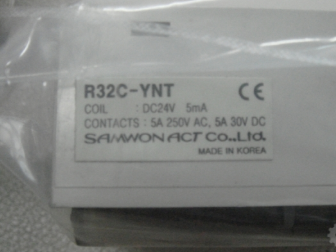 R32C-YNT CE
COIL : DC24V 5mA
CONTACTS : 5A 250V AC, 5A 30V DC
SAMWON ACT Co.,Ltd.
MADE IN KOREA